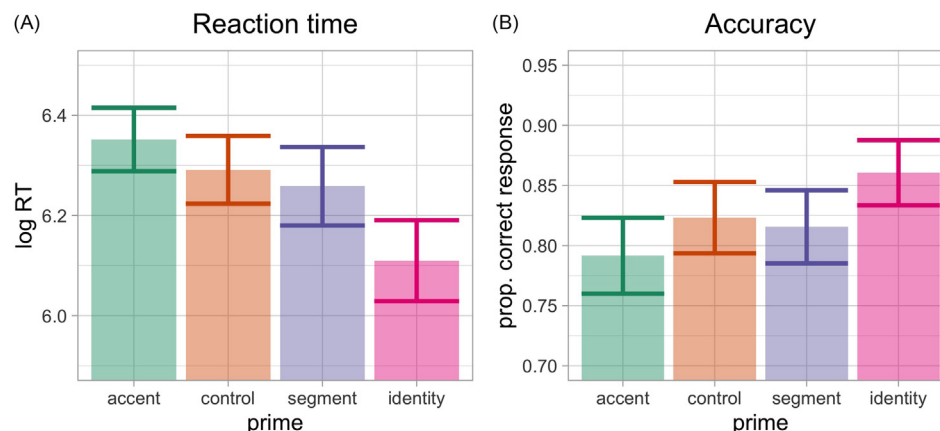 (A) Reaction time
log RT
6.4
6.2
6.0
accent control segment identity
prime
(B) Accuracy
prop. correct response
0.95
0.90
0.85
0.80
0.75
0.70
accent control segment identity
prime